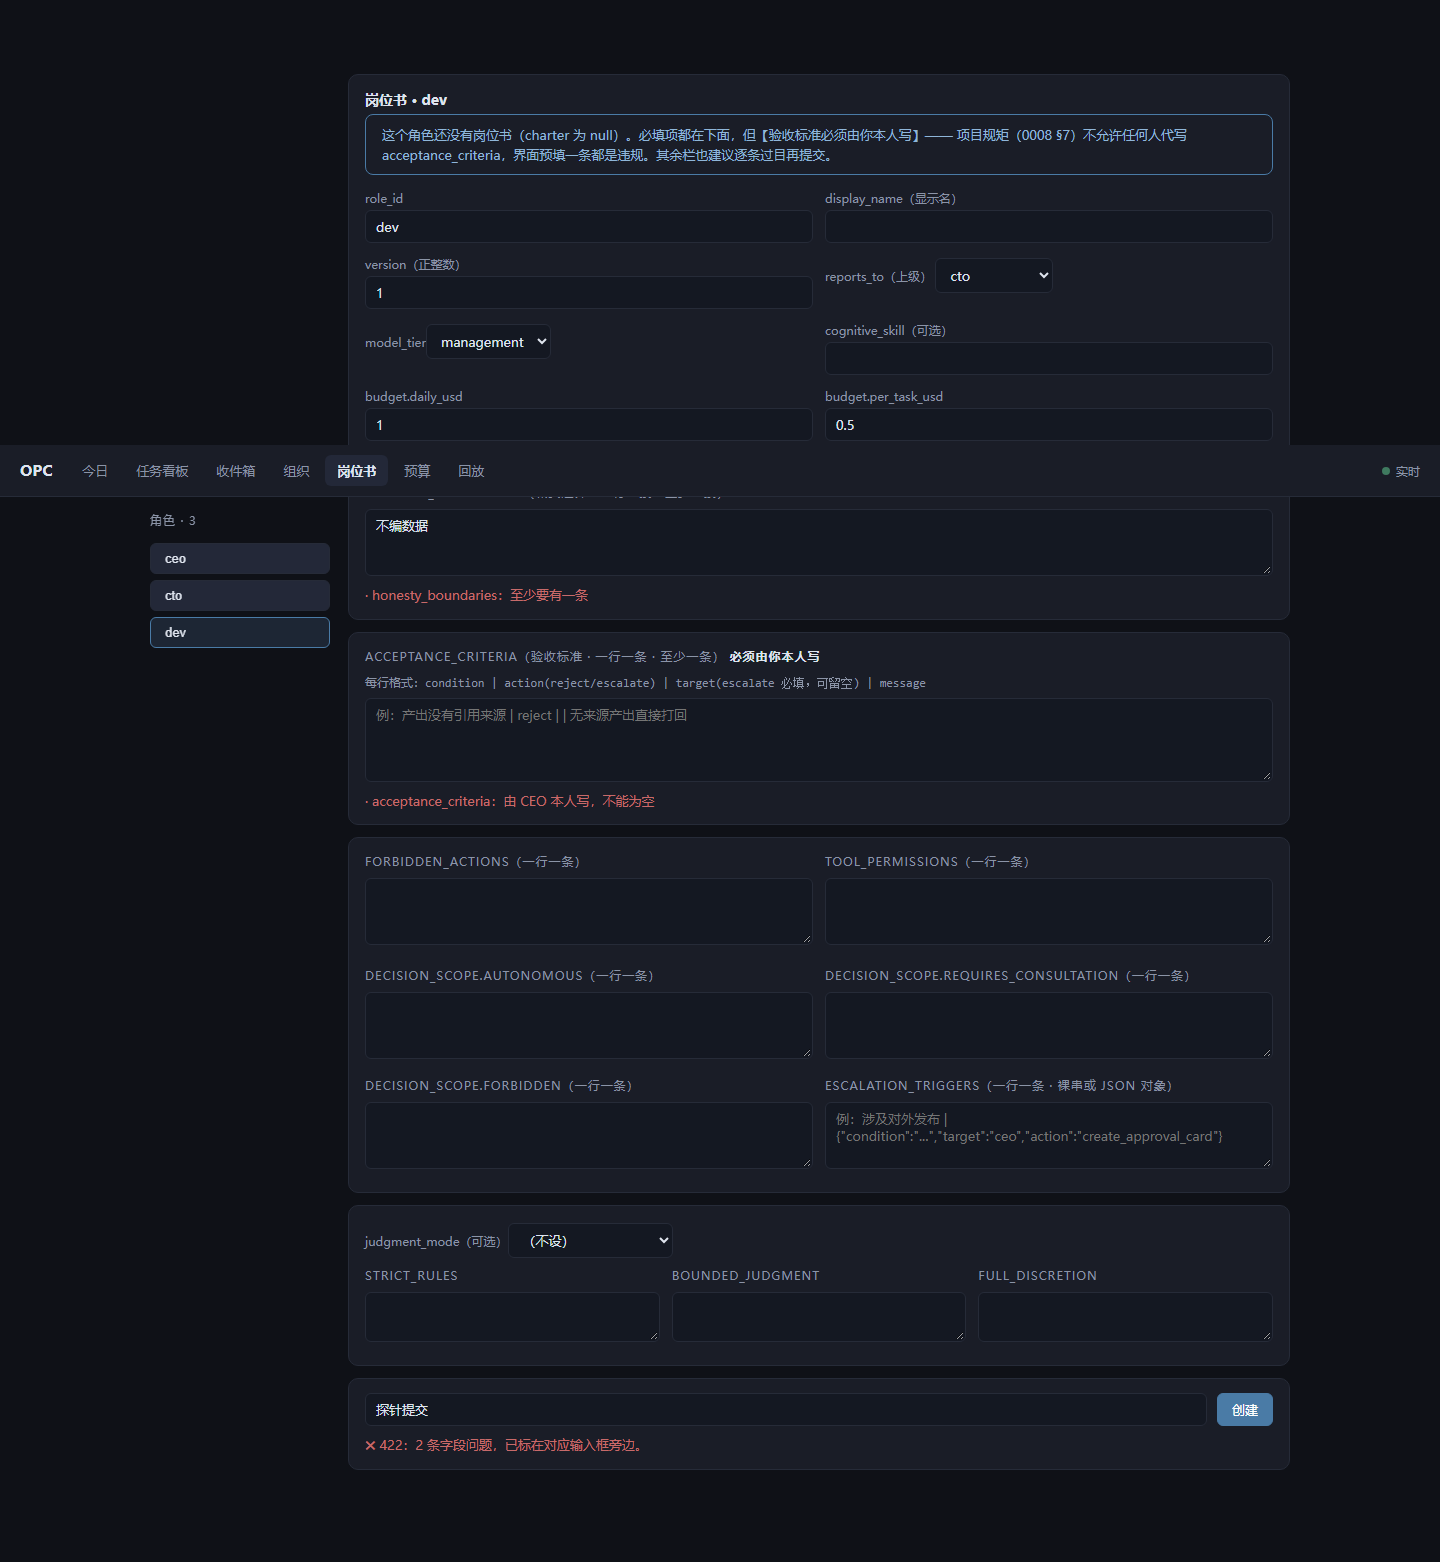 岗位书 • dev
这个角色还没有岗位书（charter 为 null）。必填项都在下面，但【验收标准必须由你本人写】—— 项目规矩（0008 §7）不允许任何人代写
acceptance_criteria，界面预填一条都是违规。其余栏也建议逐条过目再提交。
role_id
display_name（显示名）
dev
version（正整数）
reports_to（上级）
cto
1
model_tier
management
cognitive_skill（可选）
budget.daily_usd
budget.per_task_usd
1
0.5
OPC
今日
任务看板
收件箱
组织
岗位书
预算
回放
实时
角色 · 3
ceo
cto
dev
不编数据
· honesty_boundaries：至少要有一条
ACCEPTANCE_CRITERIA（验收标准 · 一行一条 · 至少一条） 必须由你本人写
每行格式: condition | action(reject/escalate) | target(escalate 必填，可留空) | message
例：产出没有引用来源 | reject | | 无来源产出直接打回
· acceptance_criteria：由 CEO 本人写，不能为空
FORBIDDEN_ACTIONS（一行一条）
TOOL_PERMISSIONS（一行一条）
DECISION_SCOPE.AUTONOMOUS（一行一条）
DECISION_SCOPE.REQUIRES_CONSULTATION（一行一条）
DECISION_SCOPE.FORBIDDEN（一行一条）
ESCALATION_TRIGGERS（一行一条 · 裸串或 JSON 对象）
例：涉及对外发布 |
{"condition":"...","target":"ceo","action":"create_approval_card"}
judgment_mode（可选）
（不设）
STRICT_RULES
BOUNDED_JUDGMENT
FULL_DISCRETION
探针提交
创建
✕ 422：2 条字段问题，已标在对应输入框旁边。